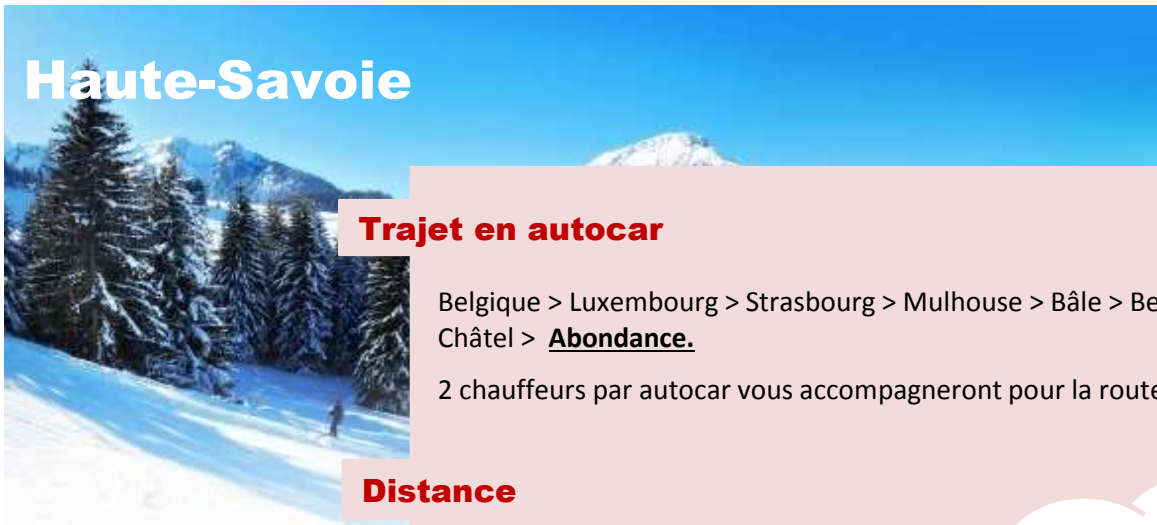 Haute-Savoie
Trajet en autocar
Belgique > Luxembourg > Strasbourg > Mulhouse > Bâle >
Châtel > Abondance.
2 chauffeurs par autocar vous accompagneront pour la route
Distance